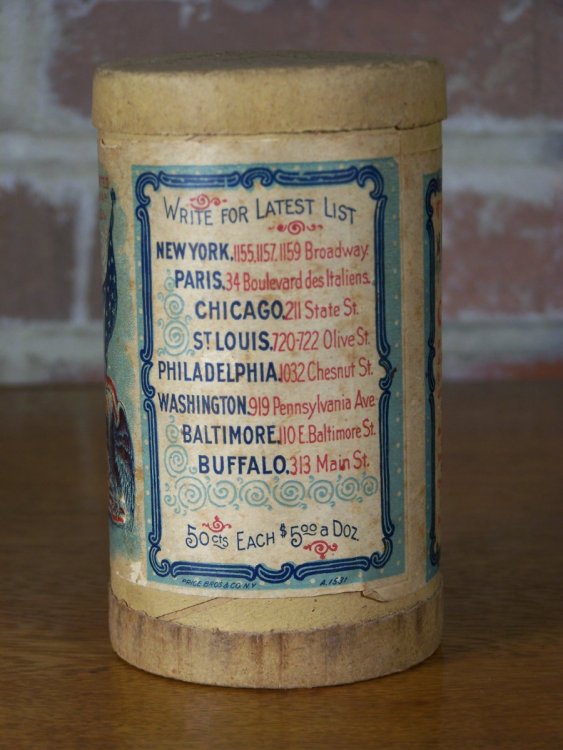 WRITE FOR LATEST LIST
NEW YORK. 1155, 1157, 1159 Broadway.
PARIS. 34 Boulevard des Italiens.
CHICAGO. 211 State St.
ST. LOUIS. 720-722 Olive St.
PHILADELPHIA. 1032 Chesnut St.
WASHINGTON. 919 Pennsylvania Ave.
BALTIMORE. 110 E. Baltimore St.
BUFFALO. 313 Main St.
50 cts EACH $5.00 a DOZ.
PRICE BROS & CO. N.Y. A.1531